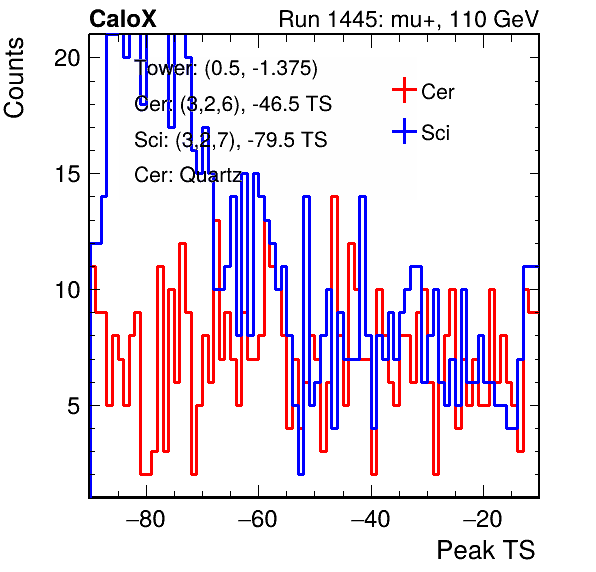 CaloX Run 1445: mu+, 110 GeV
Counts
20
15
10
5
Tower: (0.5, -1.375)
Cer: (3,2,6), -46.5 TS
Sci: (3,2,7), -79.5 TS
Cer: Quartz
Cer
Sci
−80 −60 −40 −20
Peak TS